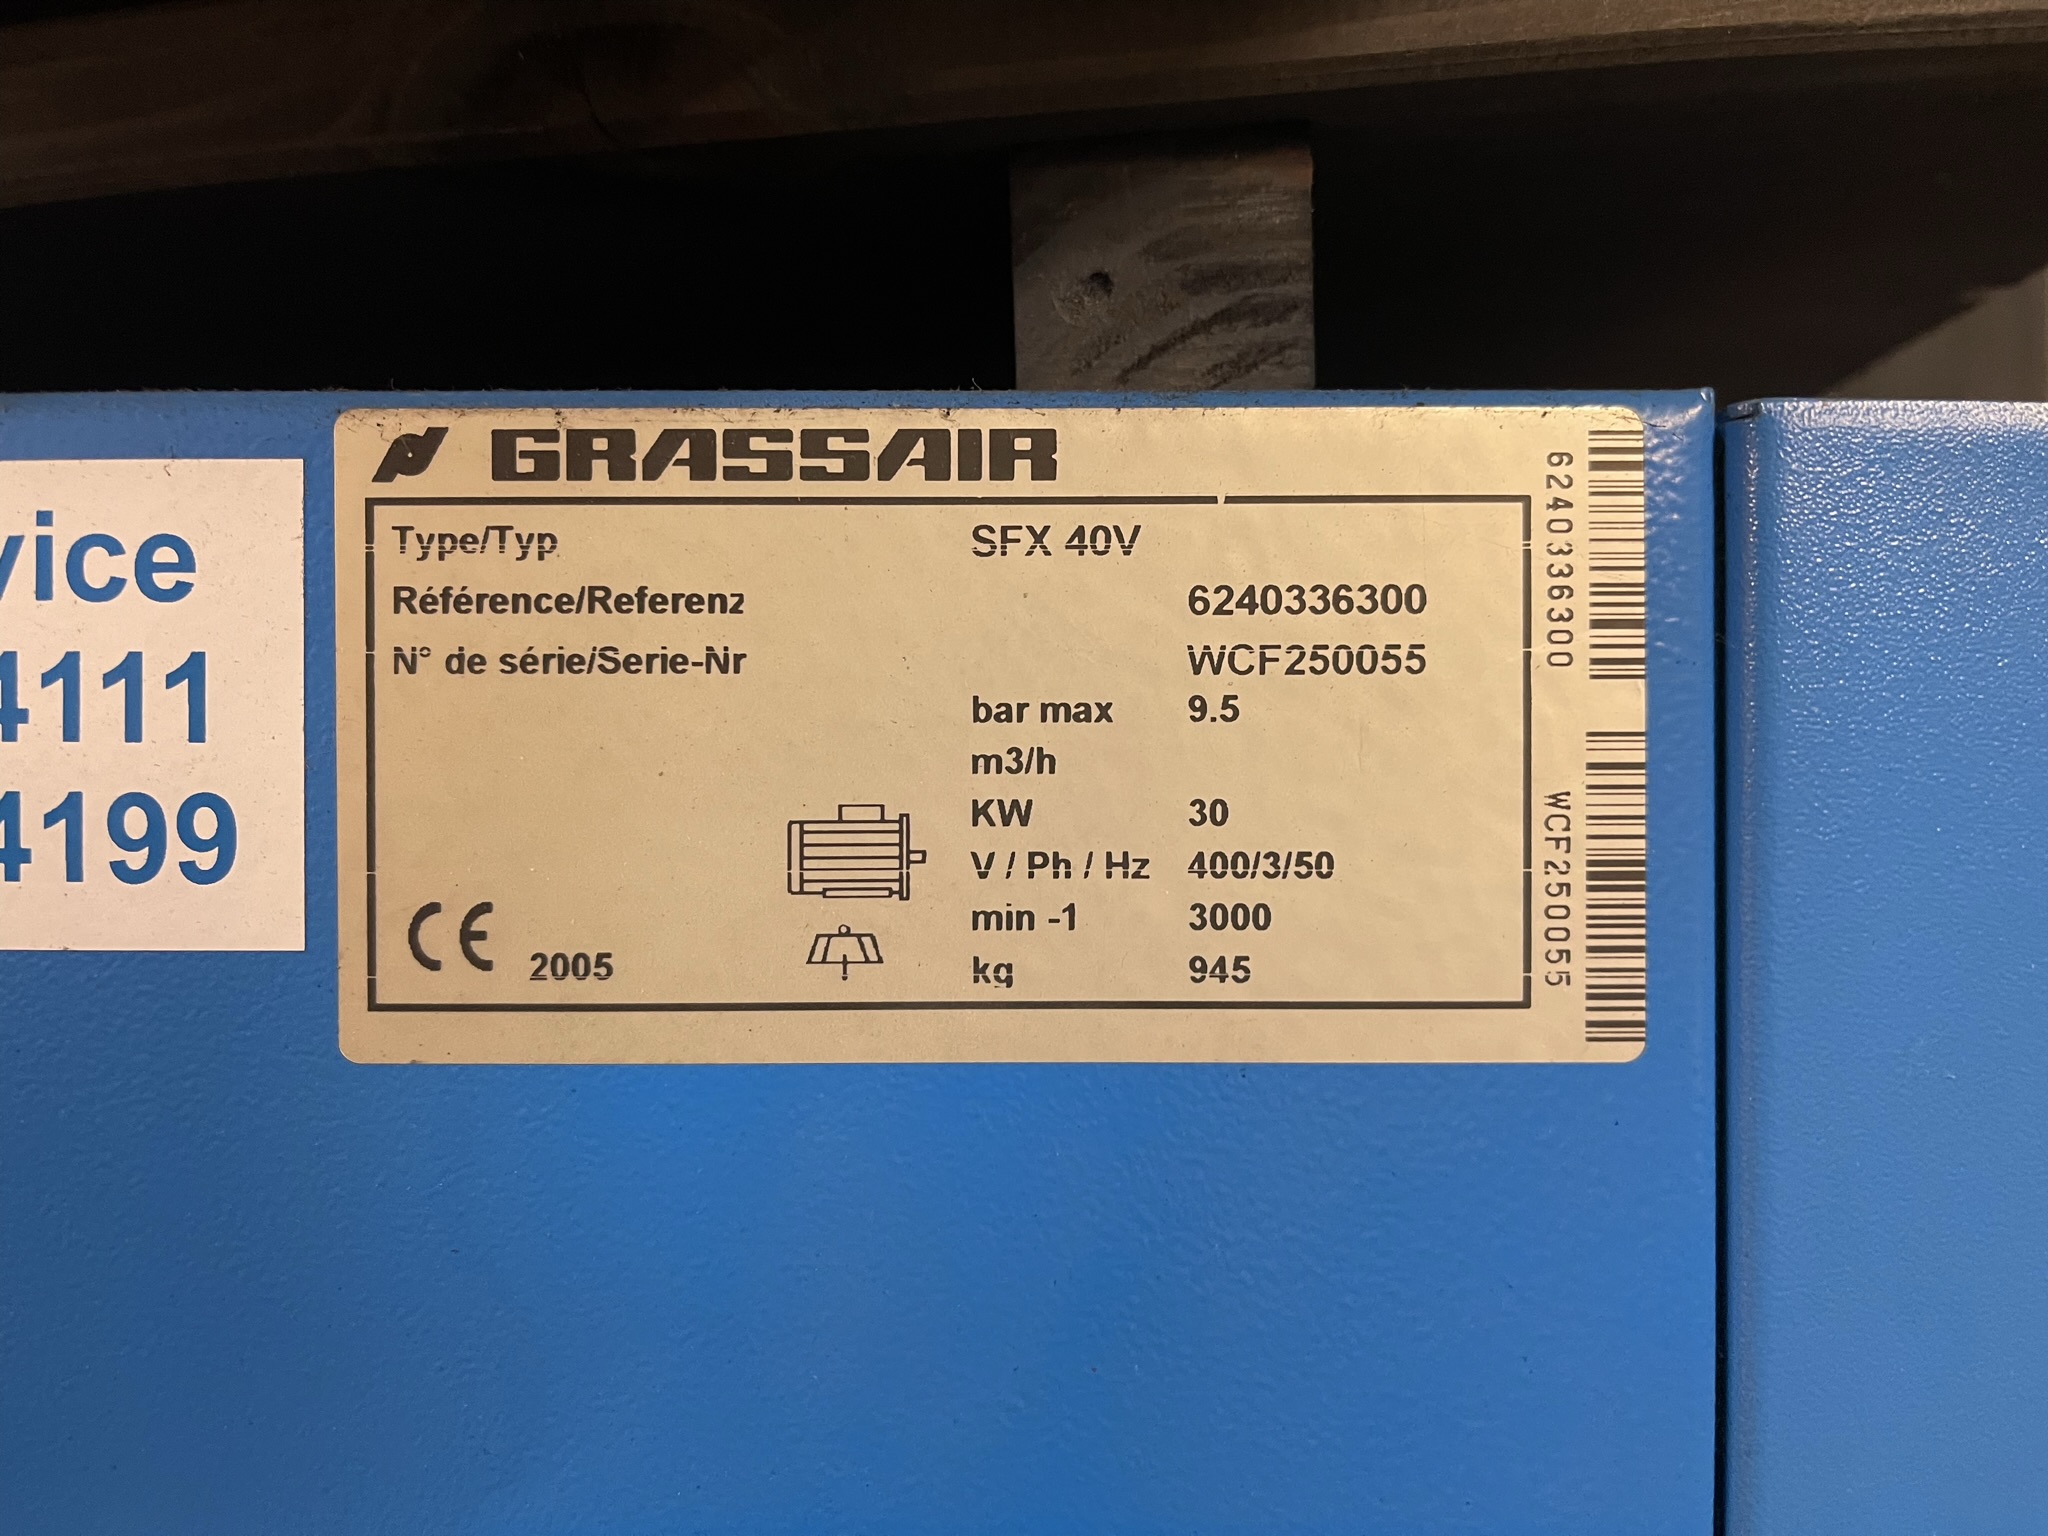 GRASSAIR
Type/Typ SFX 40V
Référence/Referenz 6240336300
N° de série/Serie-Nr WCF250055
bar max 9.5
m3/h
KW 30
V / Ph / Hz 400/3/50
min -1 3000
kg 945
CE 2005
6240336300
WCF250055
vice
4111
4199